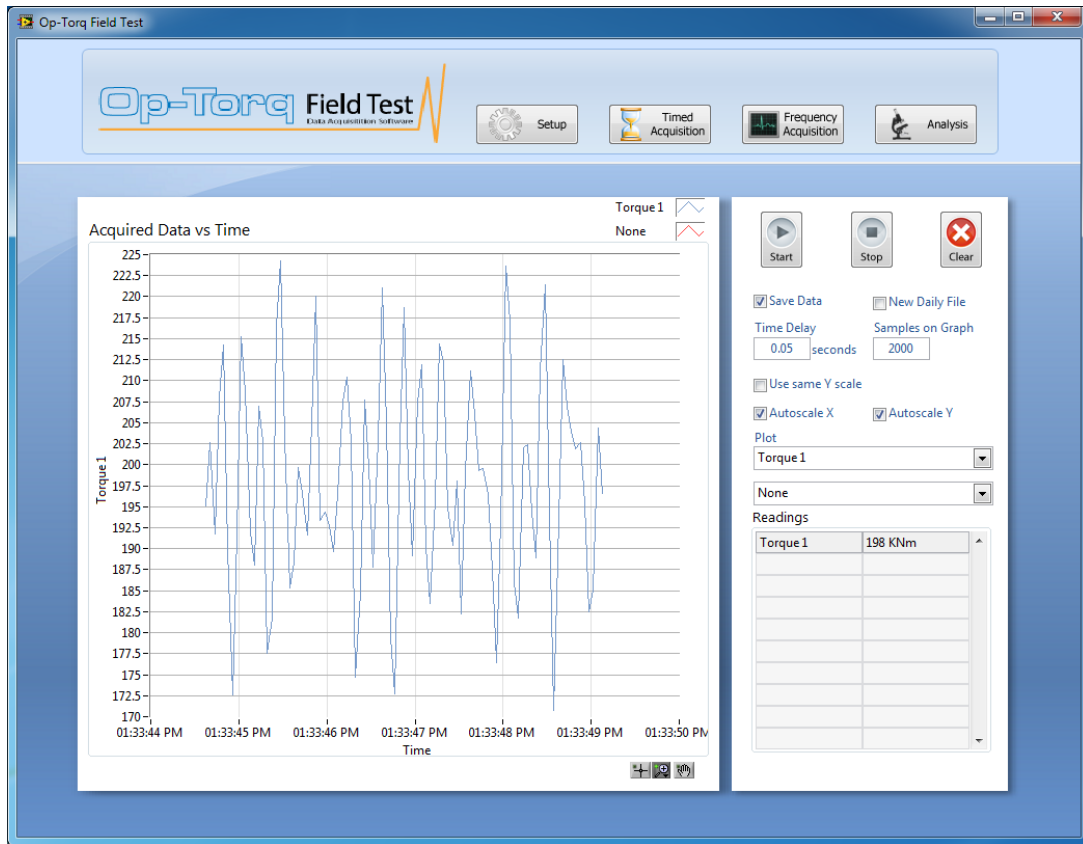 Op-Torq Field Test
Op-Torq Field Test
Data Acquisition Software
Setup
Timed
Acquisition
Frequency
Acquisition
Analysis
Torque 1
Acquired Data vs Time
None
225
222.5
220
217.5
215
212.5
210
207.5
205
202.5
200
197.5
195
192.5
190
187.5
185
182.5
180
177.5
175
172.5
170
Torque 1
01:33:44 PM 01:33:45 PM 01:33:46 PM 01:33:47 PM 01:33:48 PM 01:33:49 PM 01:33:50 PM
Time
Start Stop Clear
Save Data New Daily File
Time Delay Samples on Graph
0.05 seconds 2000
Use same Y scale
Autoscale X Autoscale Y
Plot
Torque 1
None
Readings
Torque 1 198 KNm